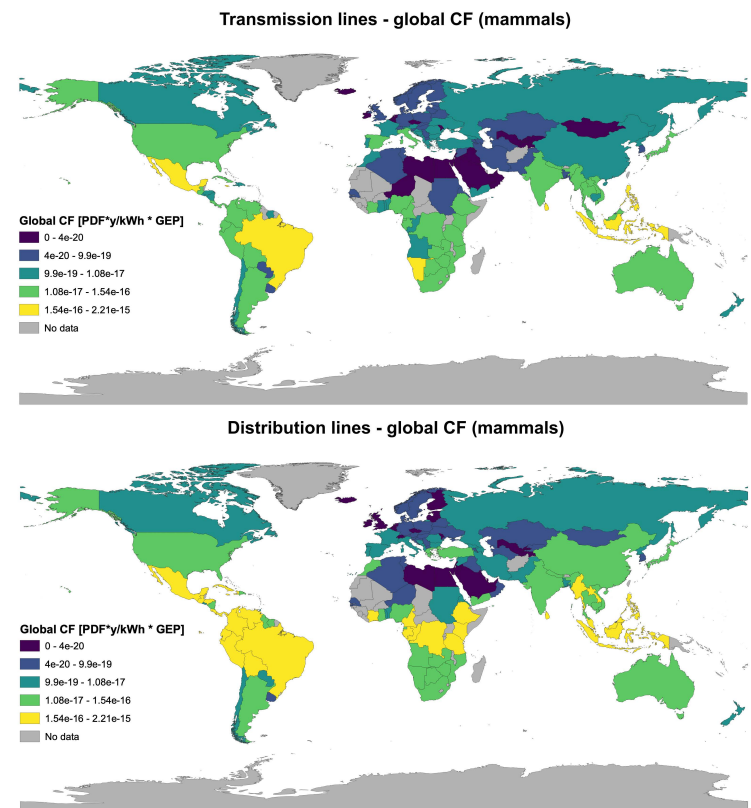 Transmission lines - global CF (mammals)
Global CF [PDF*y/kWh * GEP]
0 - 4e-20
4e-20 - 9.9e-19
9.9e-19 - 1.08e-17
1.08e-17 - 1.54e-16
1.54e-16 - 2.21e-15
No data
Distribution lines - global CF (mammals)
Global CF [PDF*y/kWh * GEP]
0 - 4e-20
4e-20 - 9.9e-19
9.9e-19 - 1.08e-17
1.08e-17 - 1.54e-16
1.54e-16 - 2.21e-15
No data